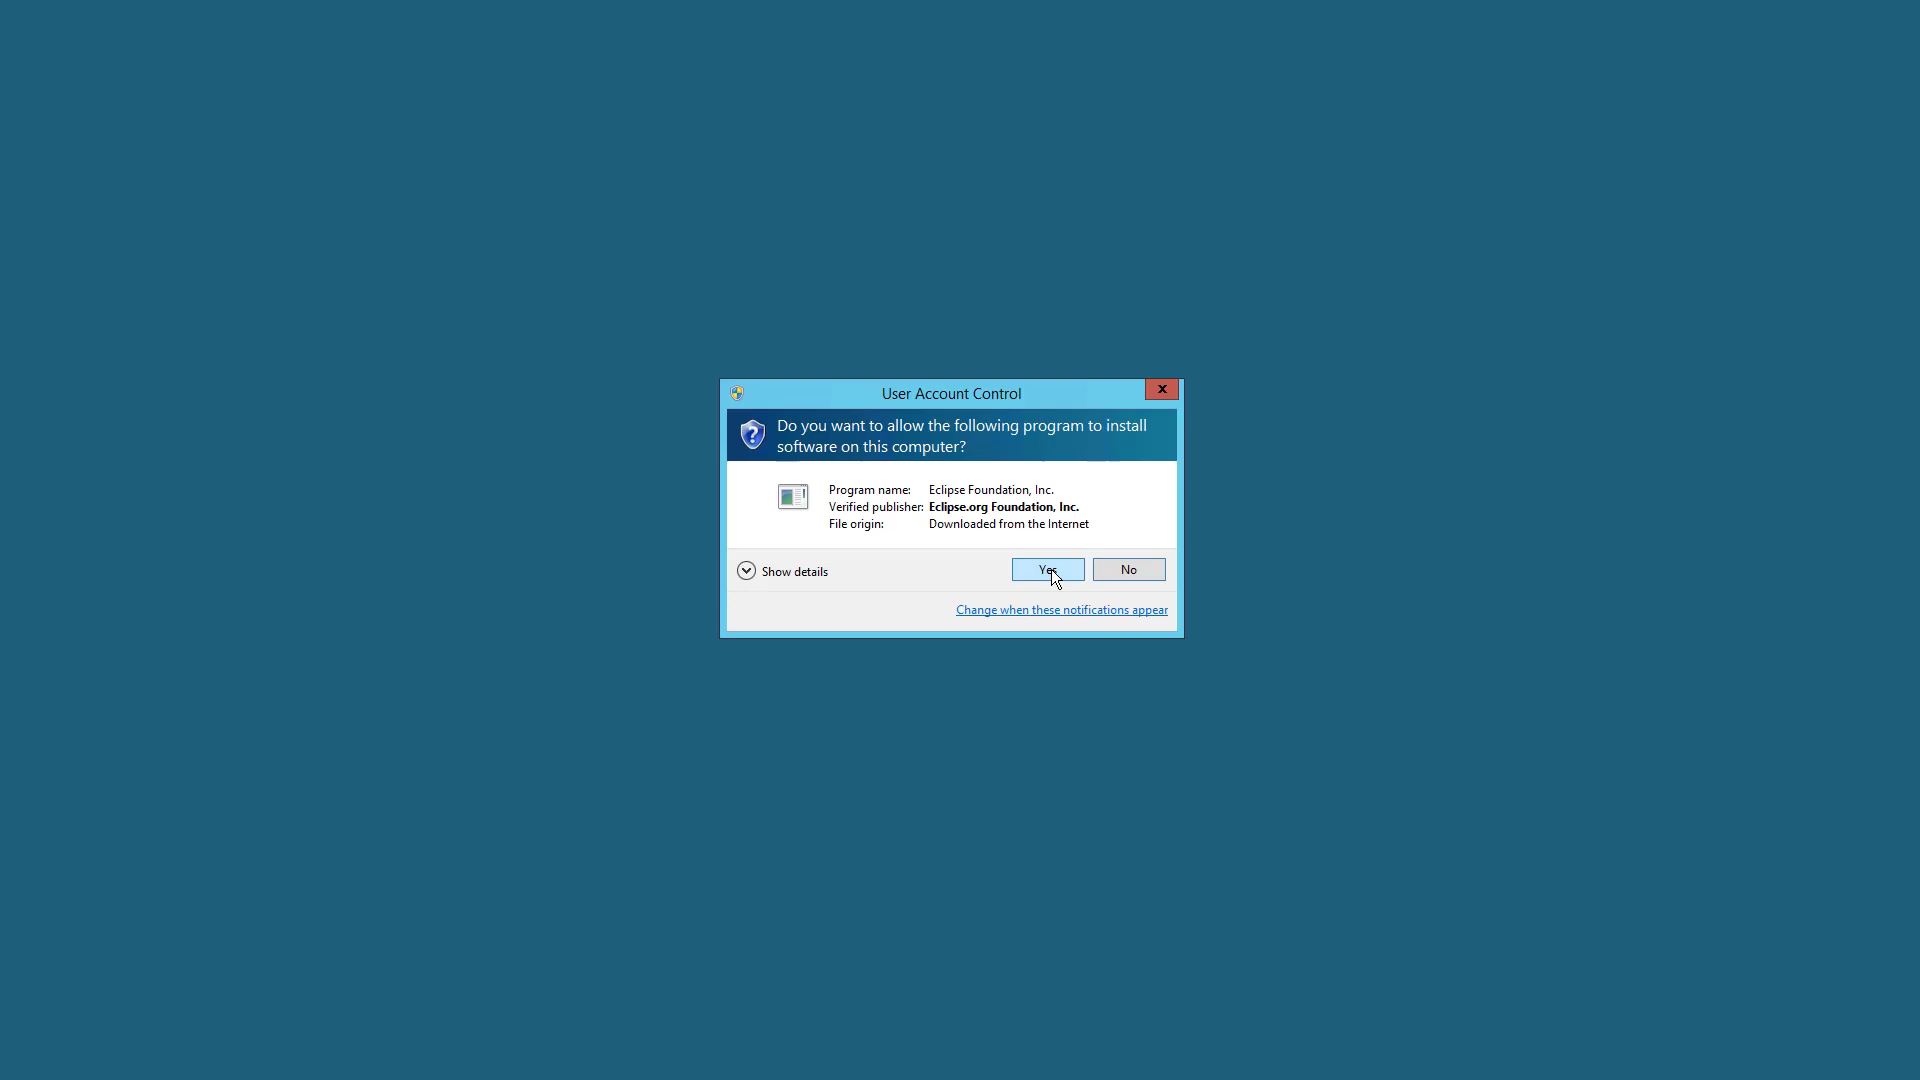 User Account Control
X
Do you want to allow the following program to install
software on this computer?
Program name: Eclipse Foundation, Inc.
Verified publisher: Eclipse.org Foundation, Inc.
File origin: Downloaded from the Internet
Show details
Yes
No
Change when these notifications appear